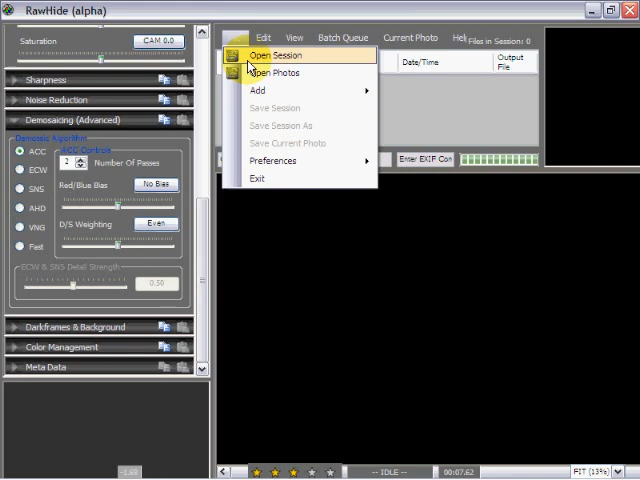 RawHide (alpha)
Saturation
CAM 0.0
Sharpness
Noise Reduction
Demosaicing (Advanced)
Demosaic Algorithm
ACC
ECW
SNS
AHD
VNG
Fast
ACC Controls
2 Number Of Passes
Red/Blue Bias
No Bias
D/S Weighting
Even
ECW & SNS Detail Strength
0.50
Darkframes & Background
Color Management
Meta Data
-1.68
Edit View Batch Queue Current Photo Hel Files in Session: 0
Open Session
Open Photos
Add
Save Session
Save Session As
Save Current Photo
Preferences
Exit
Date/Time
Output
File
Enter EXIF Con
-- IDLE --
00:07.62
FIT (13%)